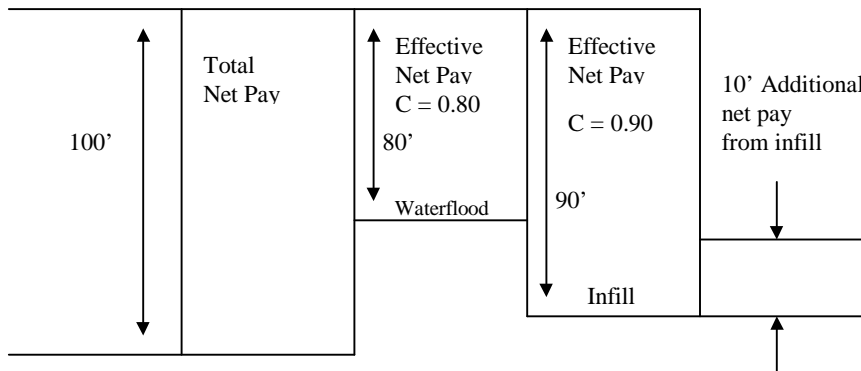 100’
Total
Net Pay
Effective
Net Pay
C = 0.80
80’
Waterflood
Effective
Net Pay
C = 0.90
90’
Infill
10’ Additional
net pay
from infill